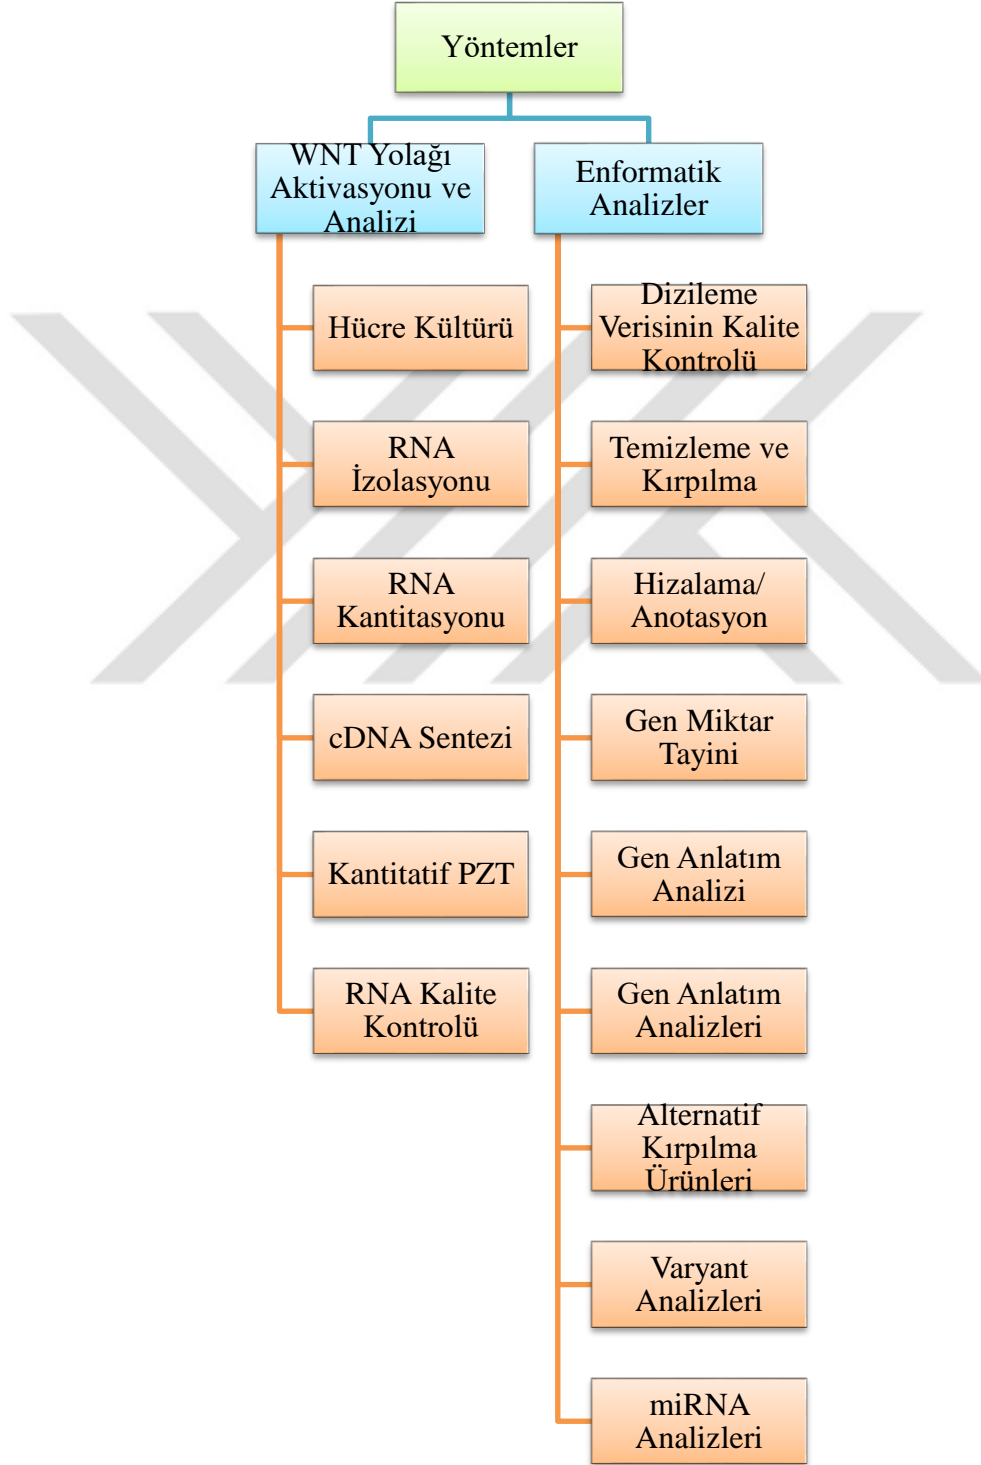 Yöntemler
WNT Yolağı
Aktivasyonu ve
Analizi
Hücre Kültürü
RNA
İzolasyonu
RNA
Kantitasyonu
cDNA Sentezi
Kantitatif PZT
RNA Kalite
Kontrolü
Enformatik
Analizler
Dizileme
Verisinin Kalite
Kontrolü
Temizleme ve
Kırpılma
Hizalama/
Anotasyon
Gen Miktar
Tayini
Gen Anlatım
Analizi
Gen Anlatım
Analizleri
Alternatif
Kırpılma
Ürünleri
Varyant
Analizleri
miRNA
Analizleri